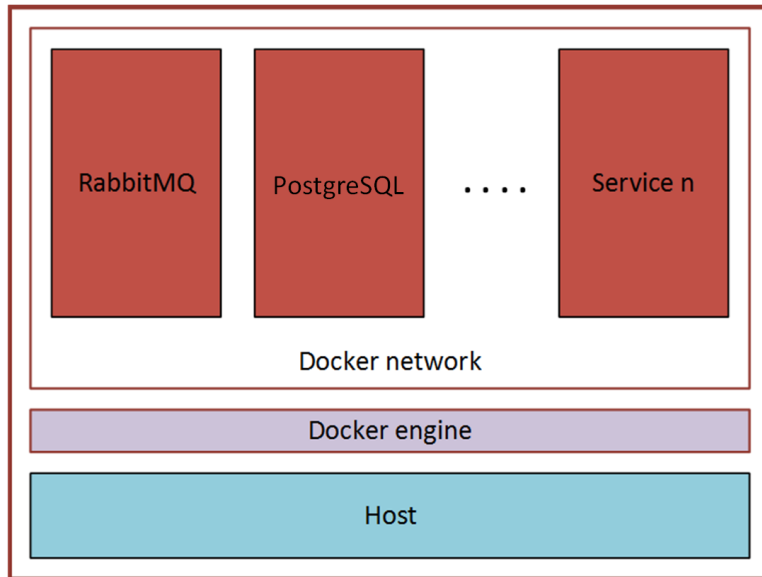 RabbitMQ
PostgreSQL
....
Service n
Docker network
Docker engine
Host